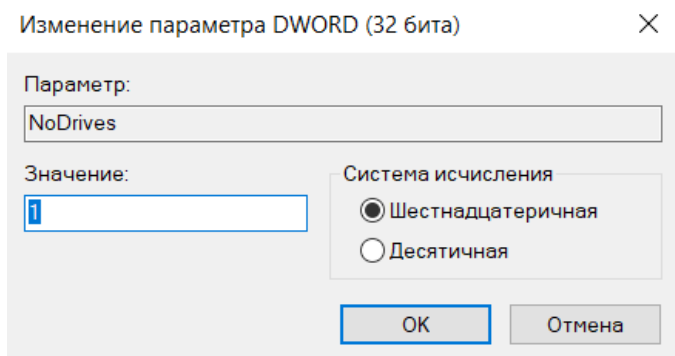 Изменение параметра DWORD (32 бита)
Параметр:
NoDrives
Значение:
1
Система исчисления
Шестнадцатеричная
Десятичная
OK
Отмена